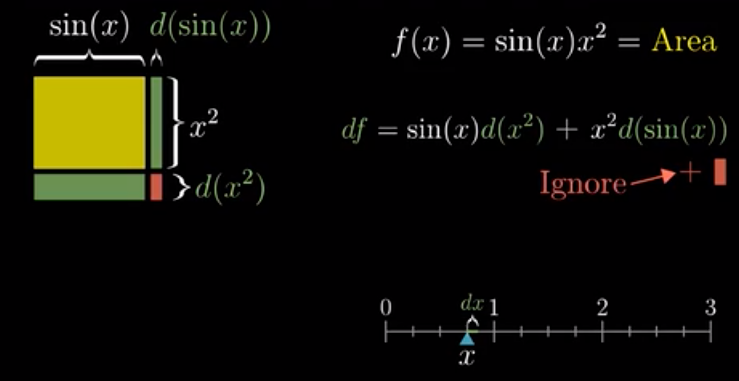 sin(x) d(sin(x))
f(x) = sin(x)x² = Area
x²
df = sin(x)d(x²) + x²d(sin(x))
d(x²)
Ignore +
0 dx 1 2 3
x